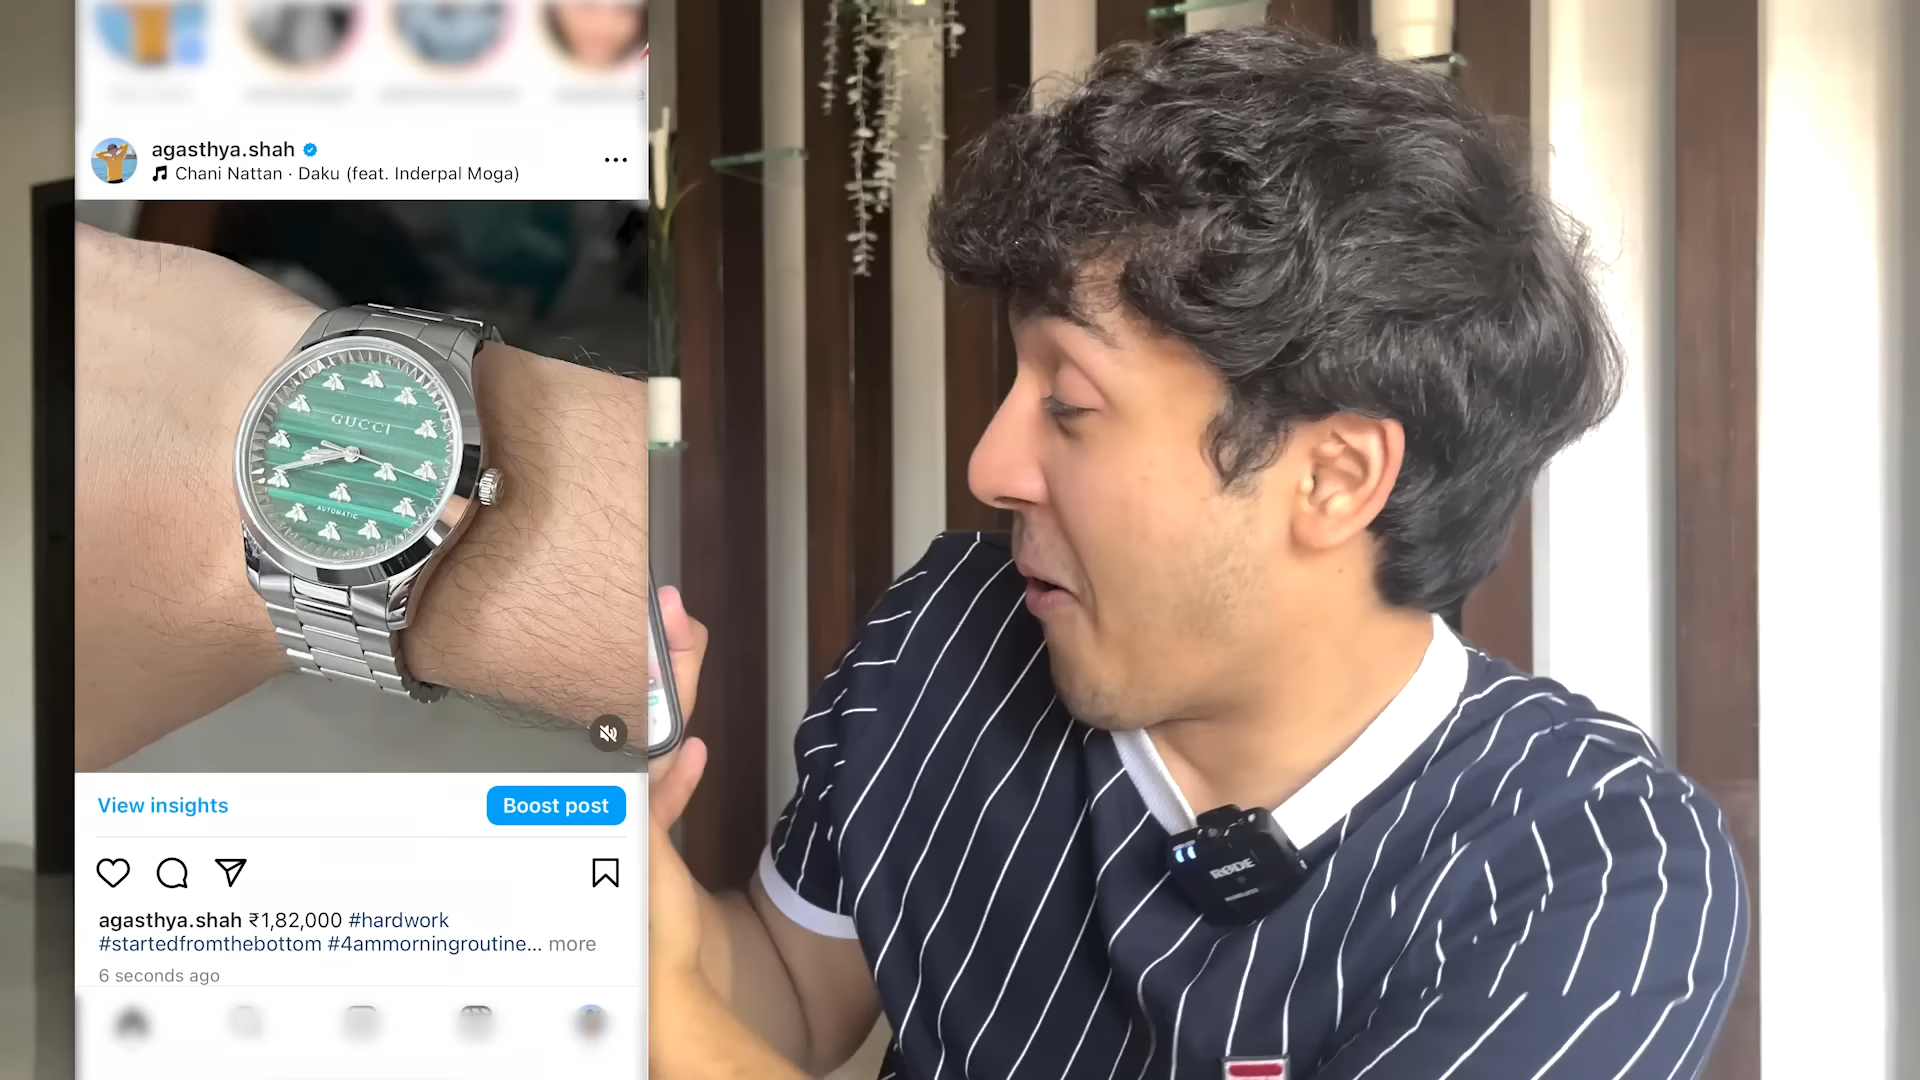 agasthya.shah
Chani Nattan · Daku (feat. Inderpal Moga)
GUCCI
AUTOMATIC
View insights
Boost post
agasthya.shah ₹1,82,000 #hardwork
#startedfromthebottom #4ammorningroutine... more
6 seconds ago
RØDE